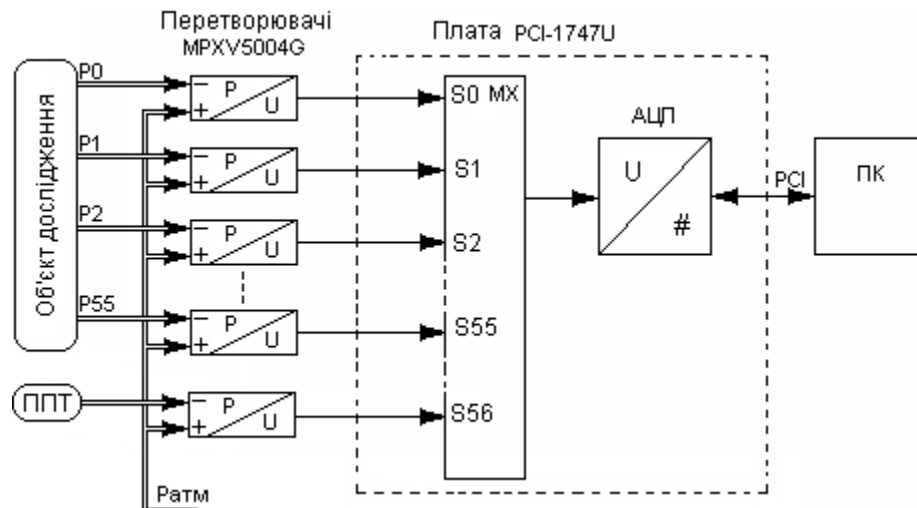 Перетворювачі
MPXV5004G
Плата PCI-1747U
Об'єкт дослідження
P0
− P U
+
S0 MX
АЦП
P1
− P U
+
S1
U
#
PCI
ПК
P2
− P U
+
S2
P55
− P U
+
S55
ППТ
− P U
+
S56
Pатм